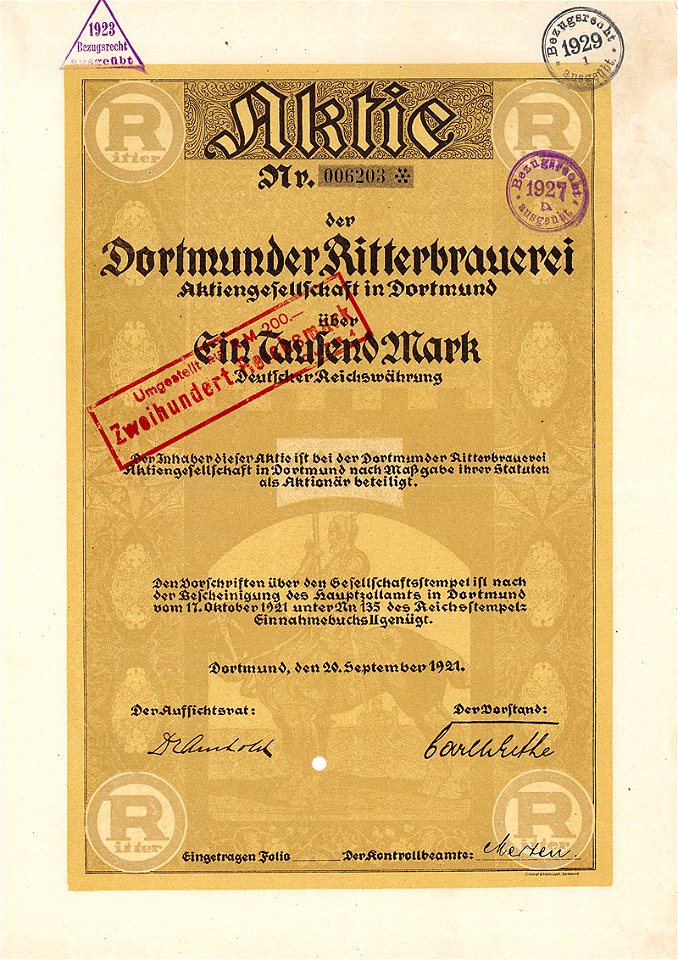 1923
Bezugsrecht
ausgeübt
Bezugsrecht
1929
1
ausgeübt.
R
itter
Aktie
R
Nr. 006203
Bezugsrecht
1927
ausgeübt
der
Dortmunder Ritterbrauerei
Aktiengesellschaft in Dortmund
über
Ein Tausend Mark
Deutscher Reichswährung
Umgestellt auf RM 200.—
Zweihundert Reichsmark
Der Inhaber dieser Aktie ist bei der Dortmunder Ritterbrauerei
Aktiengesellschaft in Dortmund nach Maßgabe ihrer Statuten
als Aktionär beteiligt.
Den Vorschriften über den Gesellschaftsstempel ist nach
der Bescheinigung des Hauptzollamts in Dortmund
vom 17. Oktober 1921 unter Nr. 135 des Reichsstempel=
Einnahmebuchs II genügt.
Dortmund, den 20. September 1921.
Der Aufsichtsrat: Der Vorstand:
R
itter
R
itter
Eingetragen Folio Der Kontrollbeamte: Merten.